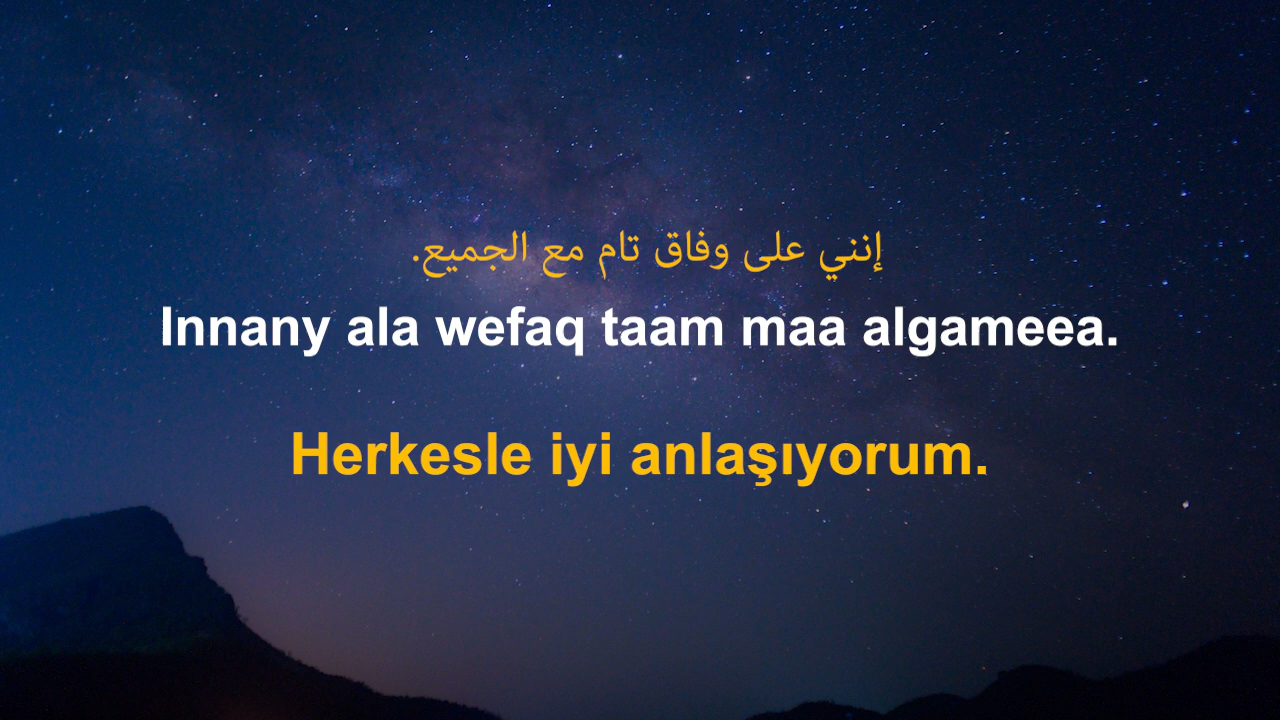 إنني على وفاق تام مع الجميع.
Innany ala wefaq taam maa algameea.
Herkesle iyi anlaşıyorum.